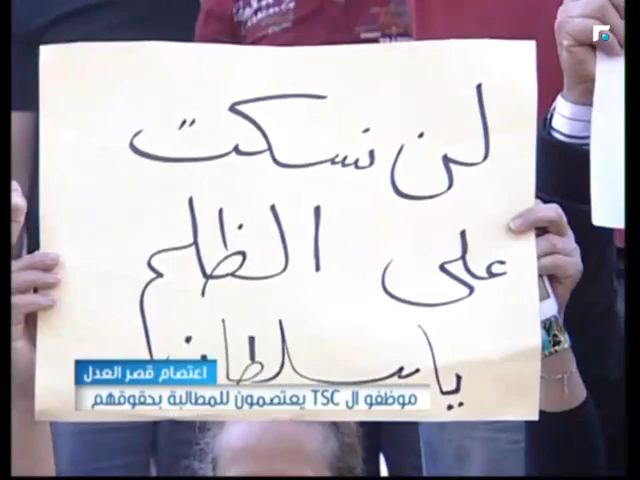 لن نسكت
على الظلم
يا سلطان
اعتصام قصر العدل
موظفو ال TSC يعتصمون للمطالبة بحقوقهم